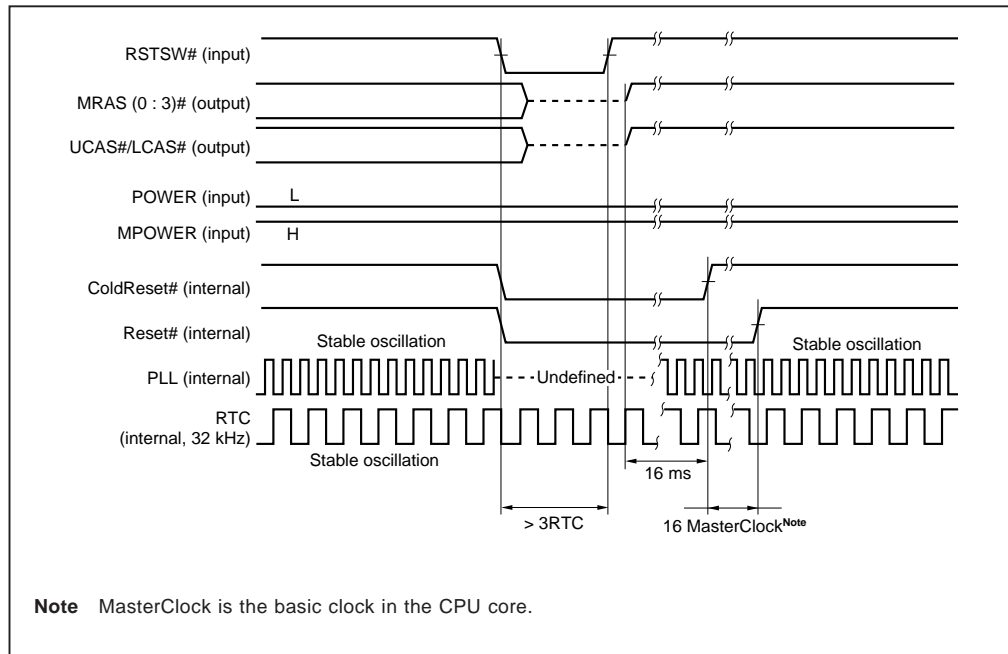 RSTSW# (input)
MRAS (0 : 3)# (output)
UCAS#/LCAS# (output)
POWER (input)
L
MPOWER (input)
H
ColdReset# (internal)
Reset# (internal)
Stable oscillation
Stable oscillation
PLL (internal)
Undefined
RTC
(internal, 32 kHz)
Stable oscillation
16 ms
> 3RTC
16 MasterClockNote
Note MasterClock is the basic clock in the CPU core.